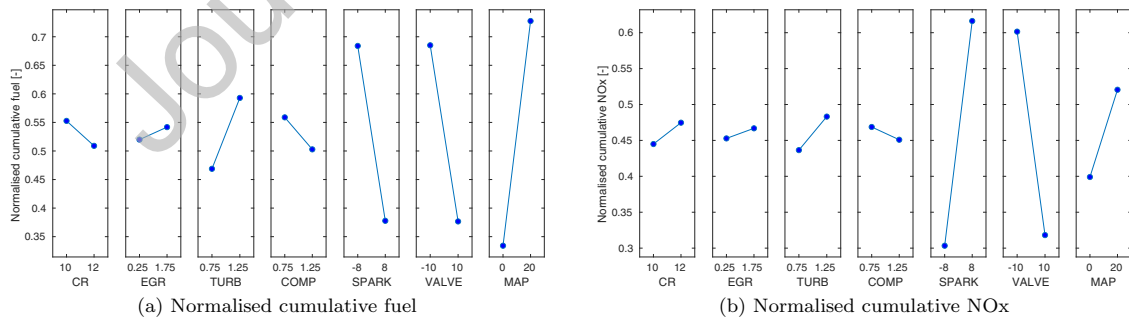 Jou
Normalised cumulative fuel [-]
0.7
0.65
0.6
0.55
0.5
0.45
0.4
0.35
10 12 0.25 1.75 0.75 1.25 0.75 1.25 -8 8 -10 10 0 20
CR EGR TURB COMP SPARK VALVE MAP
(a) Normalised cumulative fuel
Normalised cumulative NOx [-]
0.6
0.55
0.5
0.45
0.4
0.35
0.3
10 12 0.25 1.75 0.75 1.25 0.75 1.25 -8 8 -10 10 0 20
CR EGR TURB COMP SPARK VALVE MAP
(b) Normalised cumulative NOx